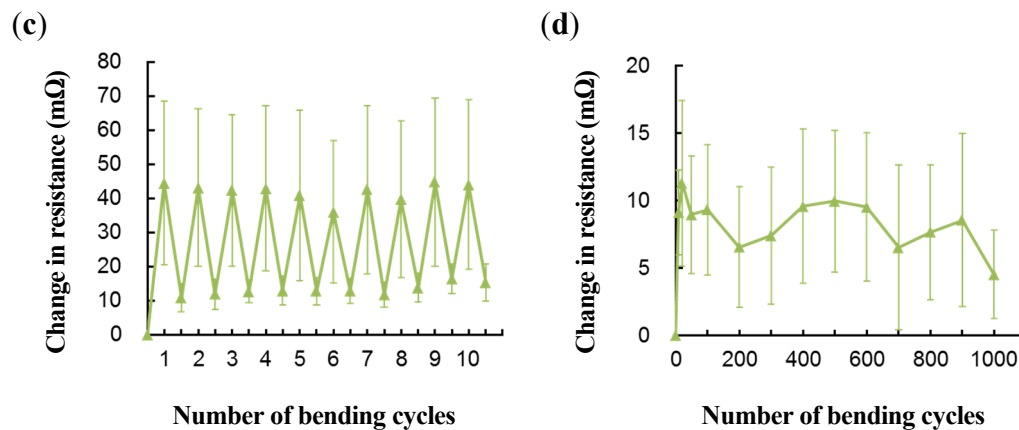 (c)
Change in resistance (mΩ)
80
70
60
50
40
30
20
10
0
1 2 3 4 5 6 7 8 9 10
Number of bending cycles
(d)
Change in resistance (mΩ)
20
15
10
5
0
0 200 400 600 800 1000
Number of bending cycles